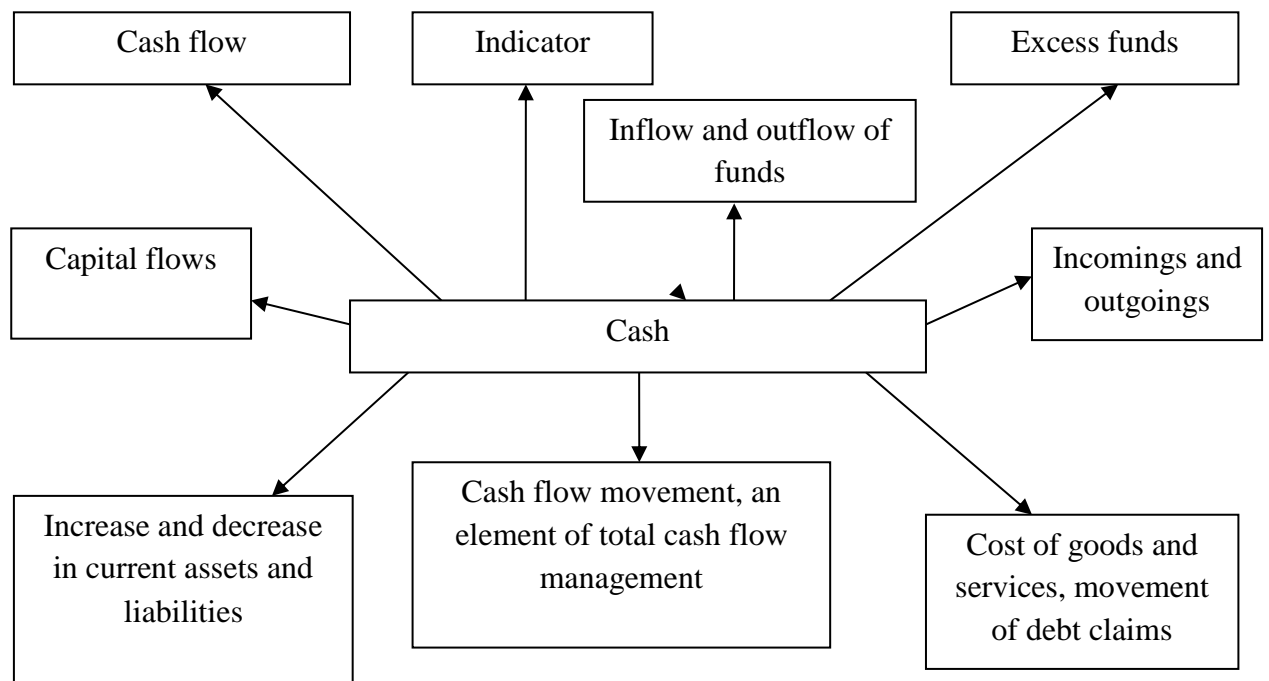 Cash flow
Indicator
Excess funds
Inflow and outflow of
funds
Capital flows
Incomings and
outgoings
Cash
Increase and decrease
in current assets and
liabilities
Cash flow movement, an
element of total cash flow
management
Cost of goods and
services, movement
of debt claims